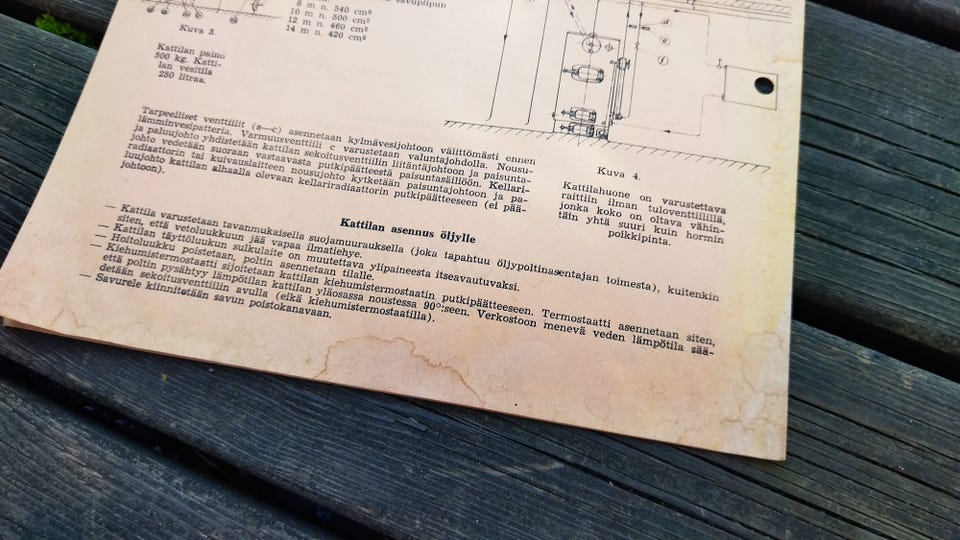 savupiipun
8 m n. 540 cm²
10 m n. 500 cm²
12 m n. 460 cm²
14 m n. 420 cm²
Kuva 3.
Kattilan paino
500 kg. Katti-
lan vesitila
250 litraa.
Tarpeelliset venttiilit (a—c) asennetaan kylmävesijohtoon välittömästi ennen
lämminvesipatteria. Varmuusventtiili c varustetaan valuntajohdolla. Nousu-
ja paluujohto yhdistetään kattilan sekoitusventtiilin liitäntäjohtoon ja paisunta-
johto vedetään suoraan vastaavasta putkipäätteestä paisuntasäiliöön. Kellari-
radiaattorin tai kuivauslaitteen nousujohto kytketään paisuntajohtoon ja pa-
luujohto kattilan alhaalla olevaan kellariradiaattorin putkipäätteeseen (ei pää-
johtoon).
d
e
f
Kuva 4.
Kattilahuone on varustettava
raittiin ilman tuloventtiilillä,
jonka koko on oltava vähin-
täin yhtä suuri kuin hormin
poikkipinta.
Kattilan asennus öljylle
— Kattila varustetaan tavanmukaisella suojamuurauksella (joka tapahtuu öljypoltinasentajan toimesta), kuitenkin
siten, että vetoluukkuun jää vapaa ilmatiehye.
— Kattilan täyttöluukun sulkulaite on muutettava ylipaineesta itseavautuvaksi.
— Hoitoluukku poistetaan, poltin asennetaan tilalle.
— Kiehumistermostaatti sijoitetaan kattilan kiehumistermostaatin putkipäätteeseen. Termostaatti asennetaan siten,
että poltin pysähtyy lämpötilan kattilan yläosassa noustessa 90°:seen. Verkostoon menevä veden lämpötila sää-
detään sekoitusventtiilin avulla (eikä kiehumistermostaatilla).
— Savurele kiinnitetään savun poistokanavaan.